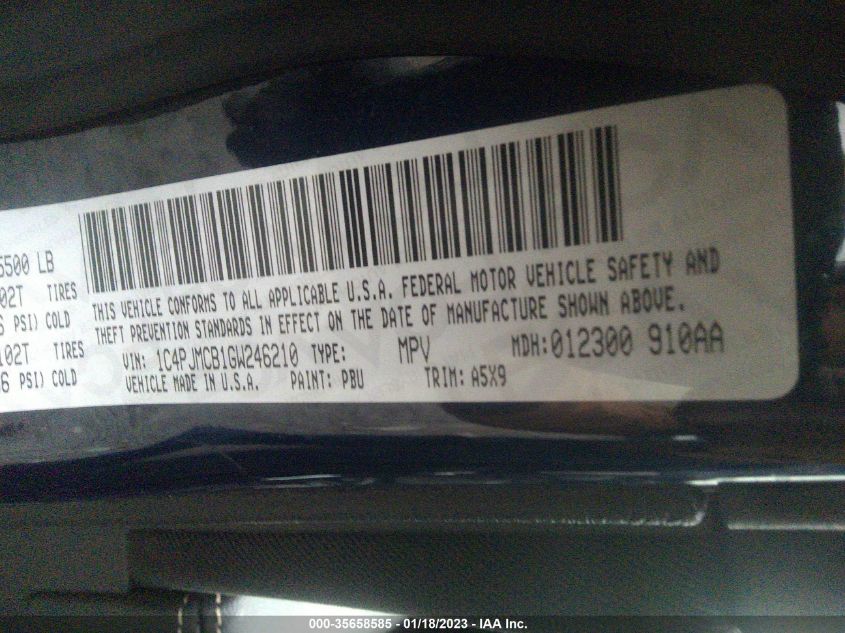 5500 LB
02T TIRES
PSI) COLD
102T TIRES
6 PSI) COLD
THIS VEHICLE CONFORMS TO ALL APPLICABLE U.S.A. FEDERAL MOTOR VEHICLE SAFETY AND
THEFT PREVENTION STANDARDS IN EFFECT ON THE DATE OF MANUFACTURE SHOWN ABOVE.
VIN: 1C4PJMCB1GW246210 TYPE: MPV MDH:012300 910AA
VEHICLE MADE IN U.S.A. PAINT: PBU TRIM: A5X9
000-35658585 - 01/18/2023 - IAA Inc.